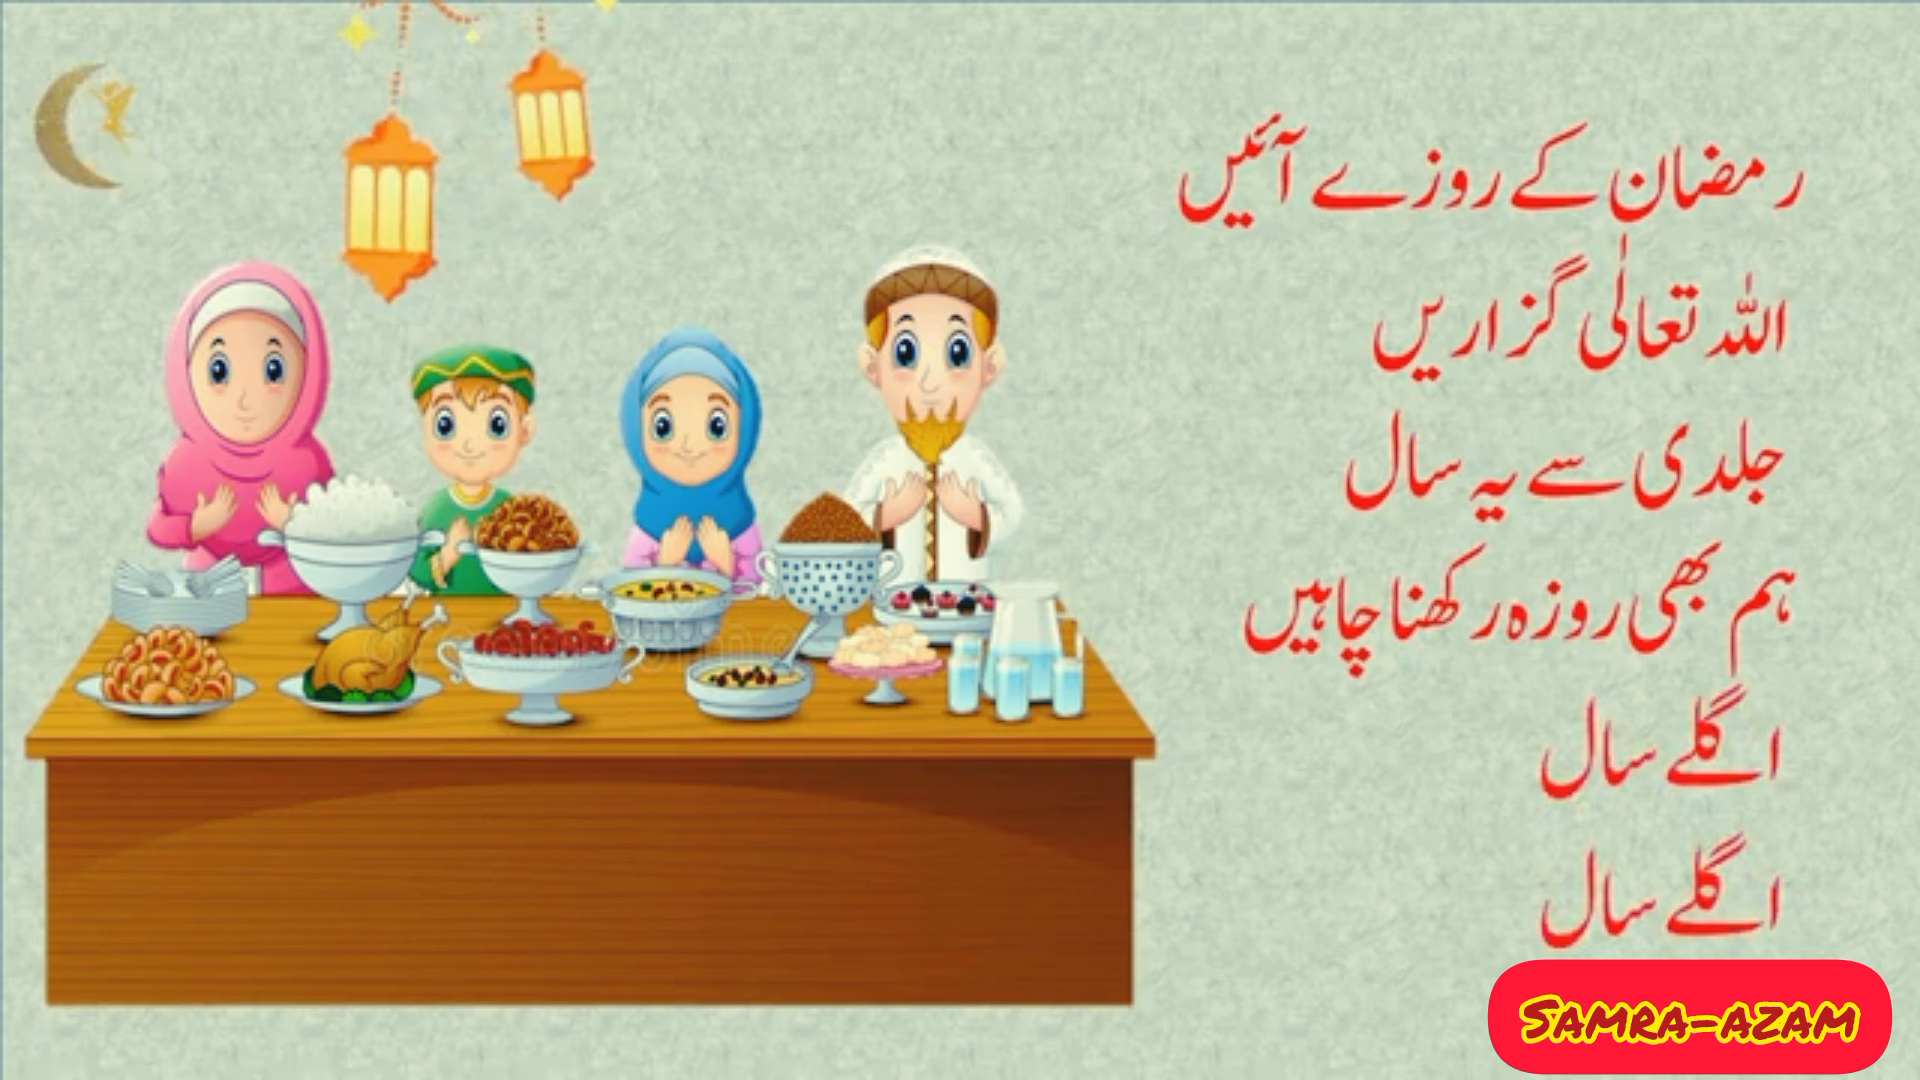 رمضان کے روزے آئیں
اللہ تعالٰی گزاریں
جلدی سے یہ سال
ہم بھی روزہ رکھنا چاہیں
اگلے سال
اگلے سال
SAMRA-AZAM